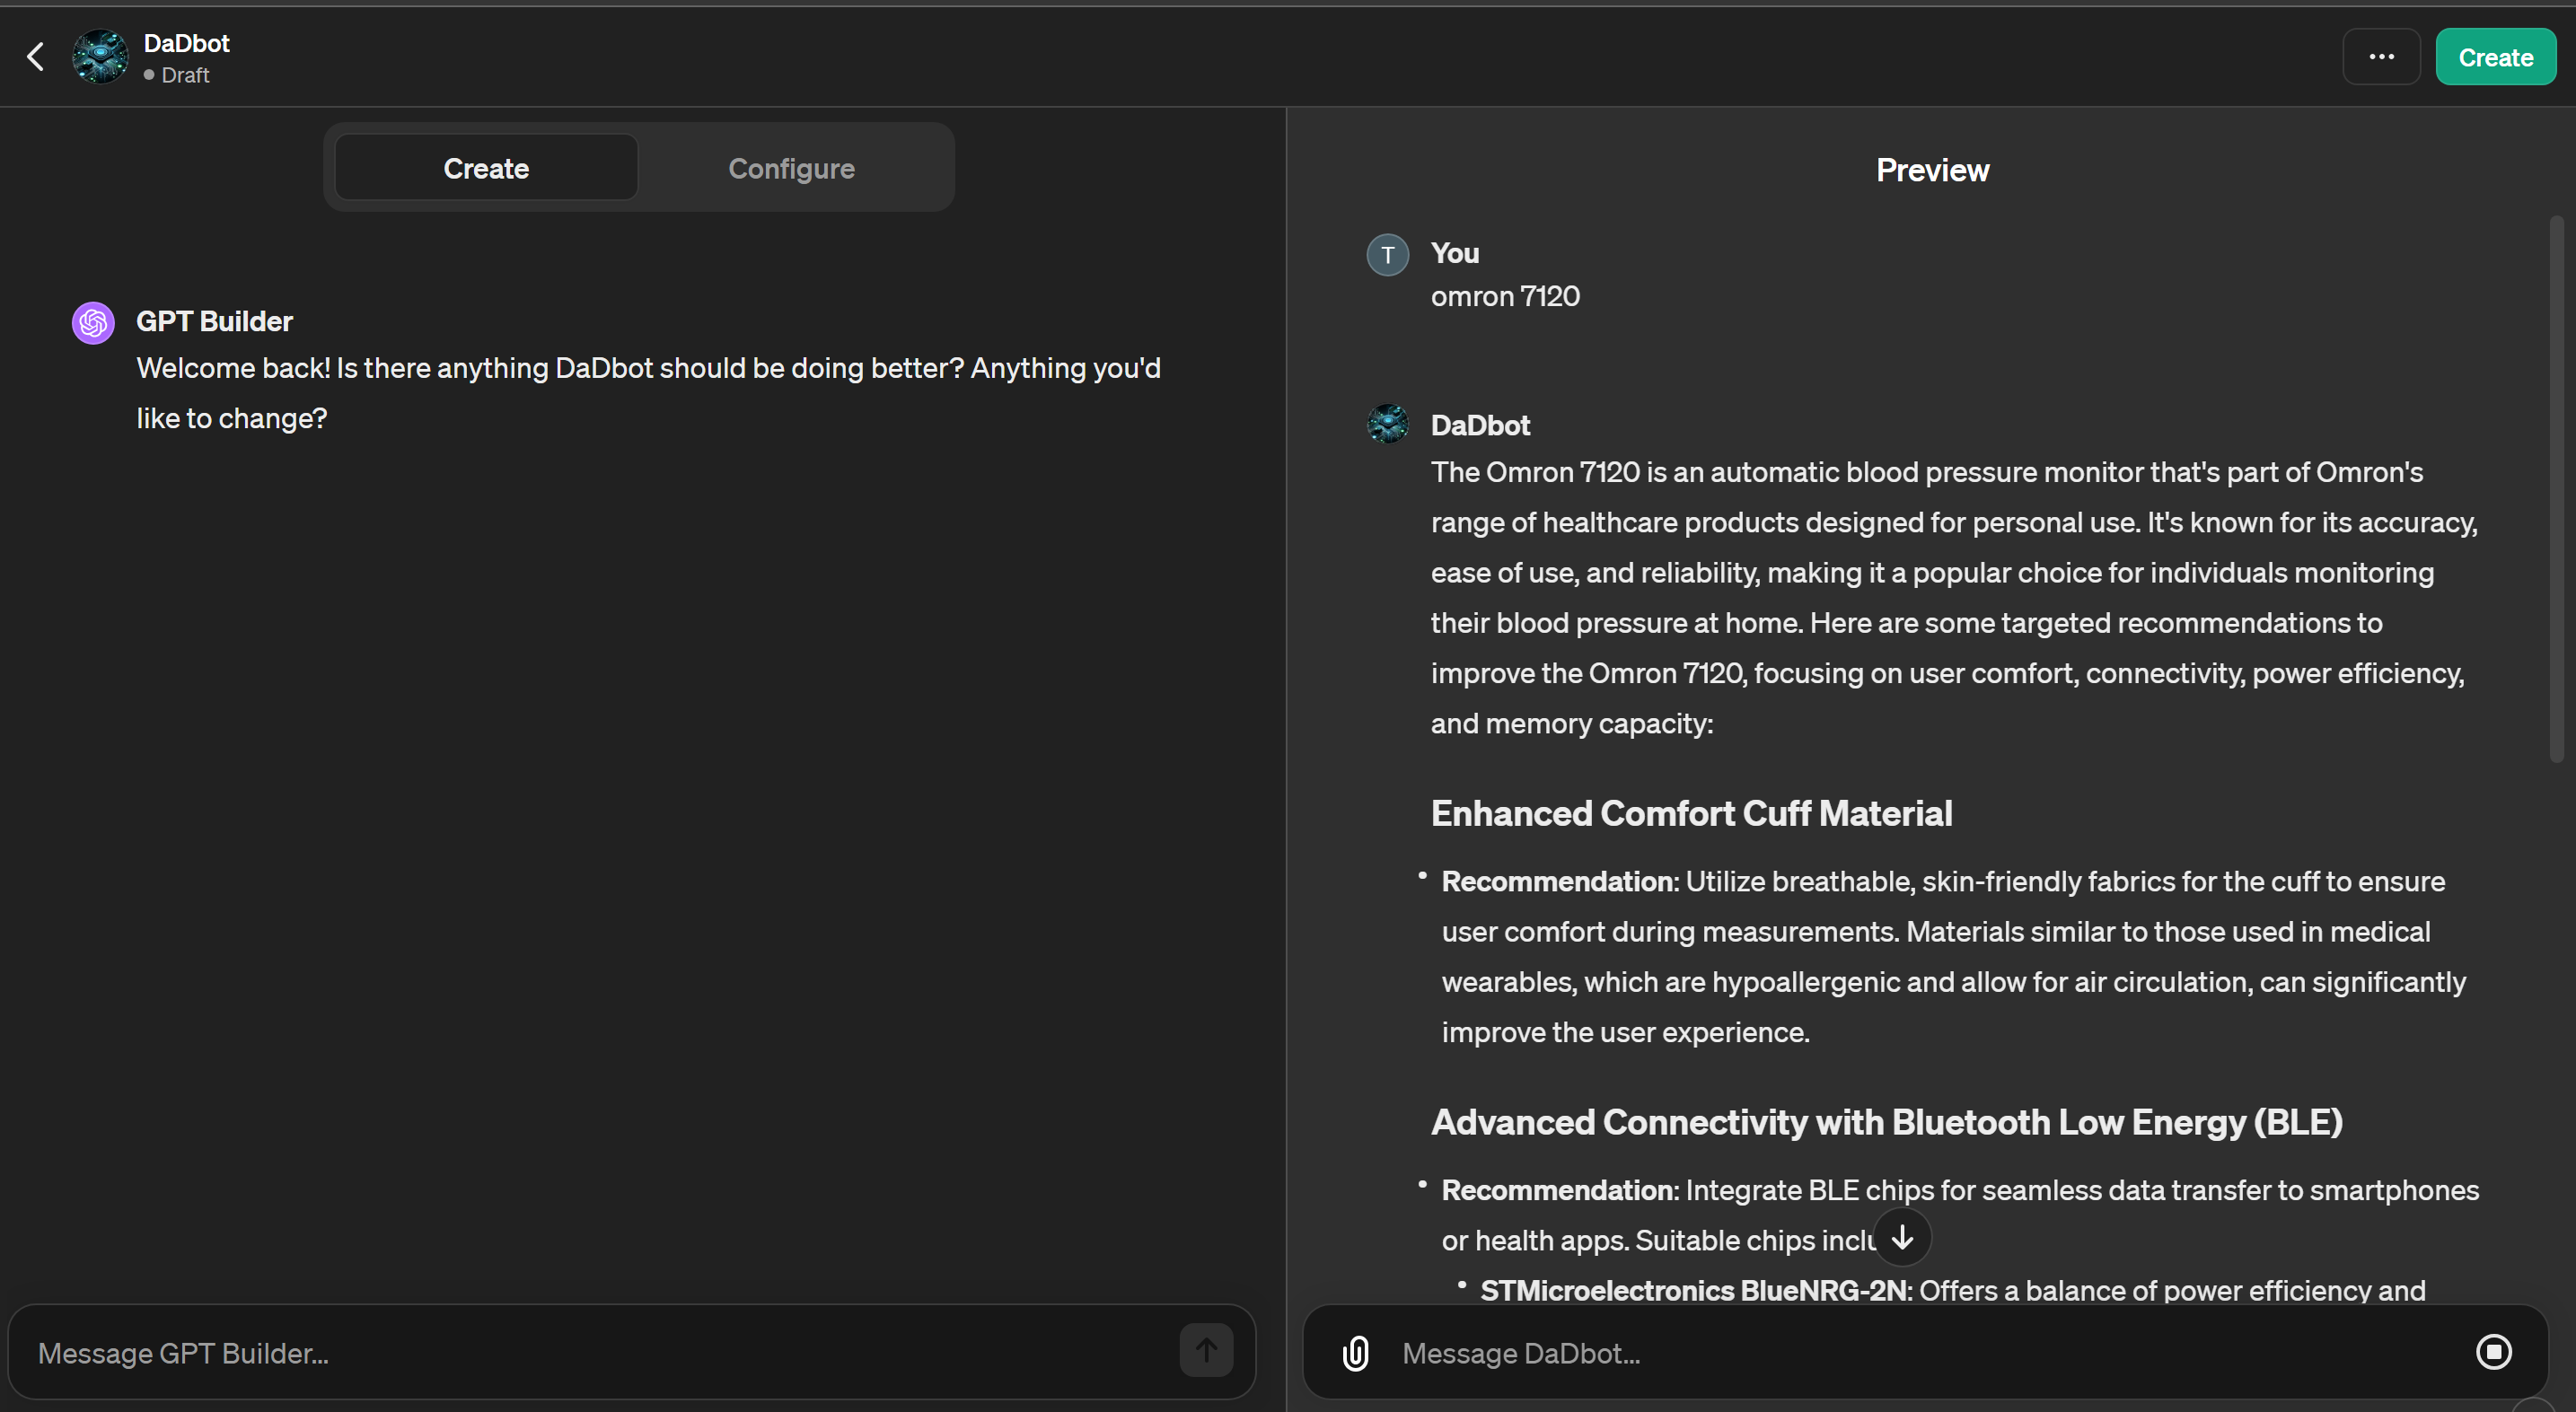 DaDbot
Draft
...
Create
Create
Configure
GPT Builder
Welcome back! Is there anything DaDbot should be doing better? Anything you'd
like to change?
Message GPT Builder...
Preview
T
You
omron 7120
DaDbot
The Omron 7120 is an automatic blood pressure monitor that's part of Omron's
range of healthcare products designed for personal use. It's known for its accuracy,
ease of use, and reliability, making it a popular choice for individuals monitoring
their blood pressure at home. Here are some targeted recommendations to
improve the Omron 7120, focusing on user comfort, connectivity, power efficiency,
and memory capacity:
Enhanced Comfort Cuff Material
• Recommendation: Utilize breathable, skin-friendly fabrics for the cuff to ensure
user comfort during measurements. Materials similar to those used in medical
wearables, which are hypoallergenic and allow for air circulation, can significantly
improve the user experience.
Advanced Connectivity with Bluetooth Low Energy (BLE)
• Recommendation: Integrate BLE chips for seamless data transfer to smartphones
or health apps. Suitable chips inclu
• STMicroelectronics BlueNRG-2N: Offers a balance of power efficiency and
Message DaDbot...